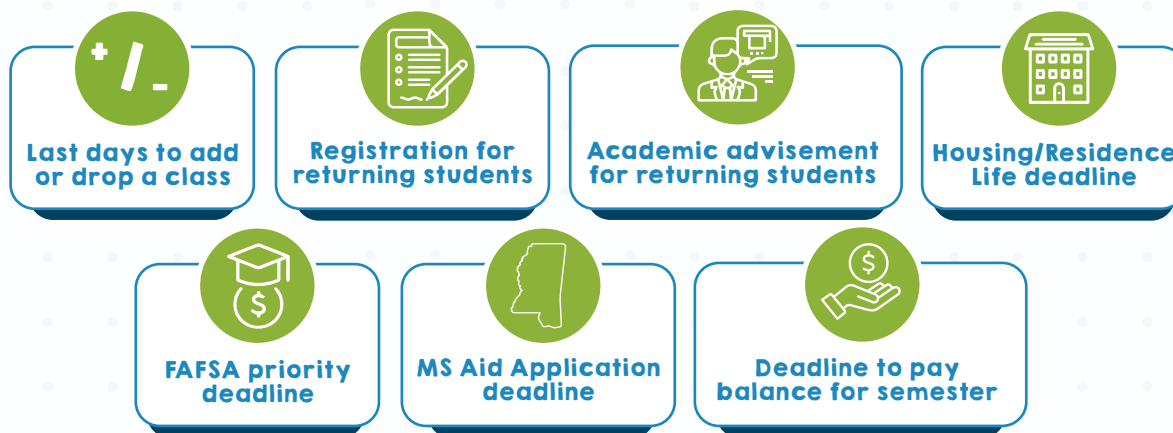 +/-
Last days to add
or drop a class
Registration for
returning students
Academic advisement
for returning students
Housing/Residence
Life deadline
$
FAFSA priority
deadline
MS Aid Application
deadline
$
Deadline to pay
balance for semester